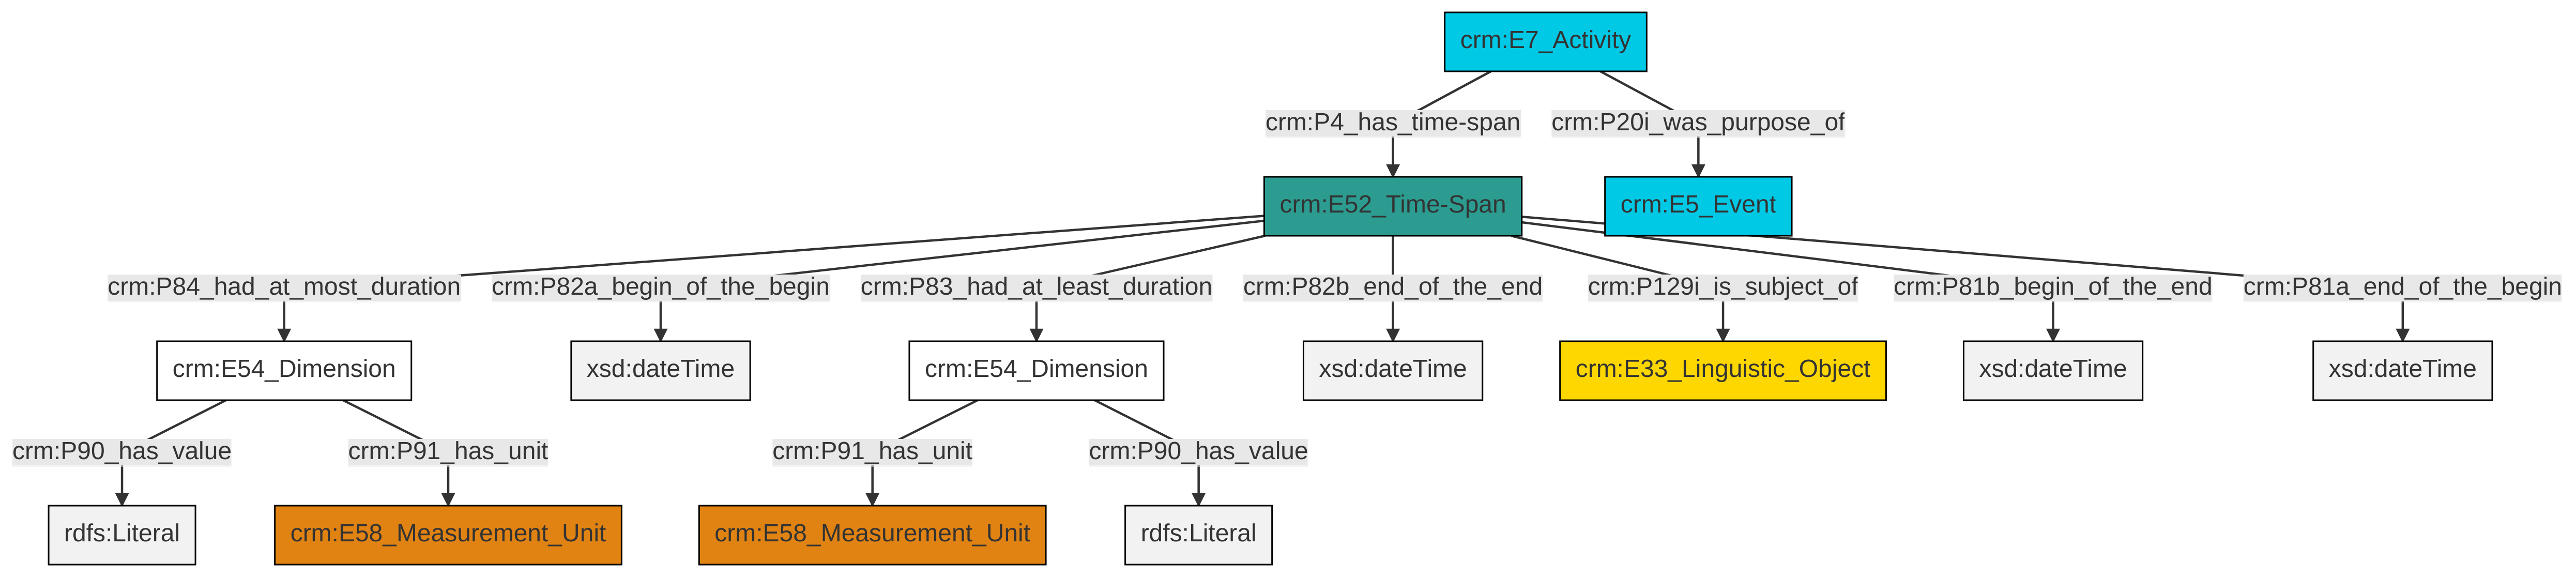 crm:E7_Activity
crm:P4_has_time-span
crm:P20i_was_purpose_of
crm:E52_Time-Span
crm:E5_Event
crm:P84_had_at_most_duration
crm:P82a_begin_of_the_begin
crm:P83_had_at_least_duration
crm:P82b_end_of_the_end
crm:P129i_is_subject_of
crm:P81b_begin_of_the_end
crm:P81a_end_of_the_begin
crm:E54_Dimension
xsd:dateTime
crm:E54_Dimension
xsd:dateTime
crm:E33_Linguistic_Object
xsd:dateTime
xsd:dateTime
crm:P90_has_value
crm:P91_has_unit
crm:P91_has_unit
crm:P90_has_value
rdfs:Literal
crm:E58_Measurement_Unit
crm:E58_Measurement_Unit
rdfs:Literal